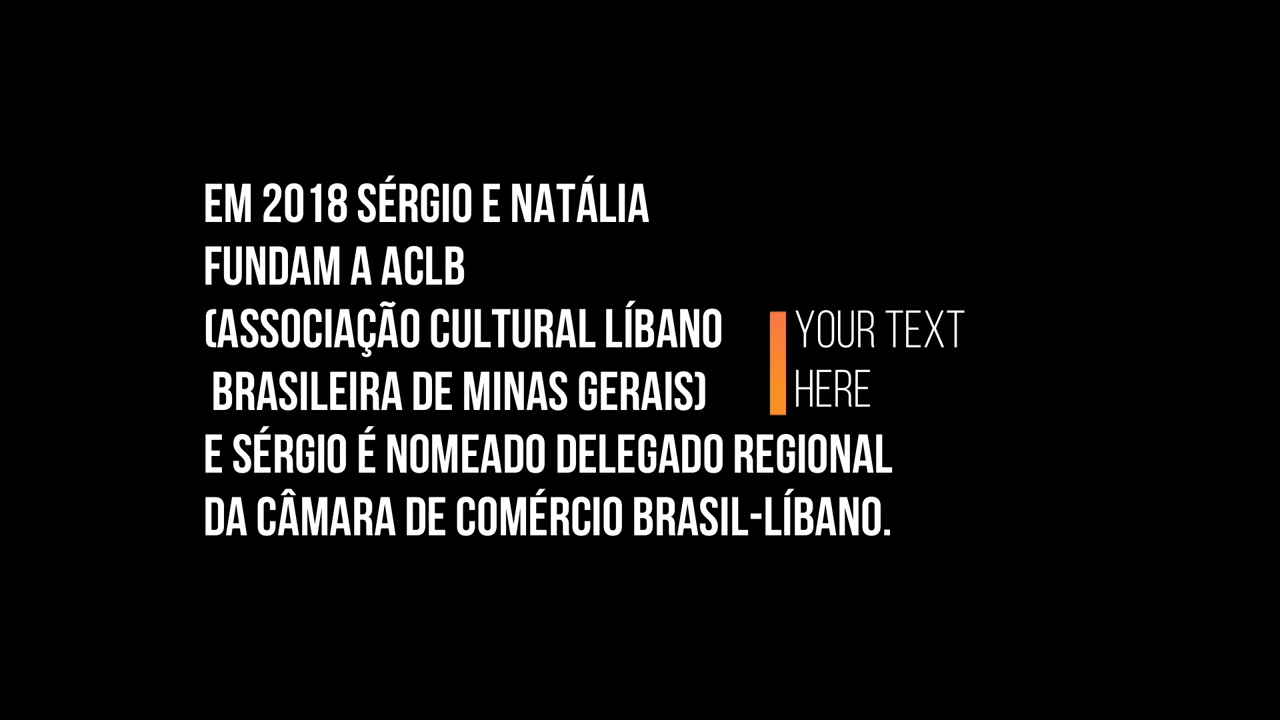 EM 2018 SÉRGIO E NATÁLIA
FUNDAM A ACLB
(ASSOCIAÇÃO CULTURAL LÍBANO
BRASILEIRA DE MINAS GERAIS)
E SÉRGIO É NOMEADO DELEGADO REGIONAL
DA CÂMARA DE COMÉRCIO BRASIL-LÍBANO.
YOUR TEXT
HERE